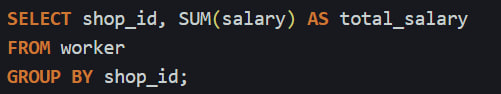 SELECT shop_id, SUM(salary) AS total_salary
FROM worker
GROUP BY shop_id;